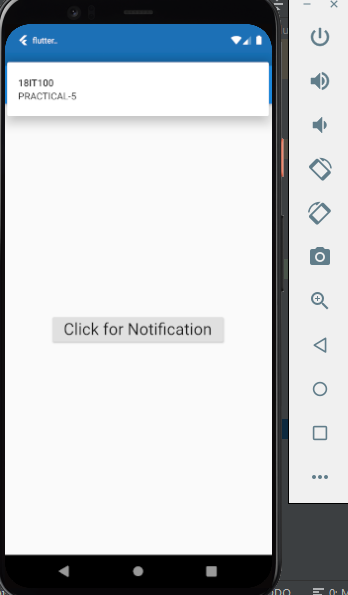 flutter..
18IT100
PRACTICAL-5
Click for Notification